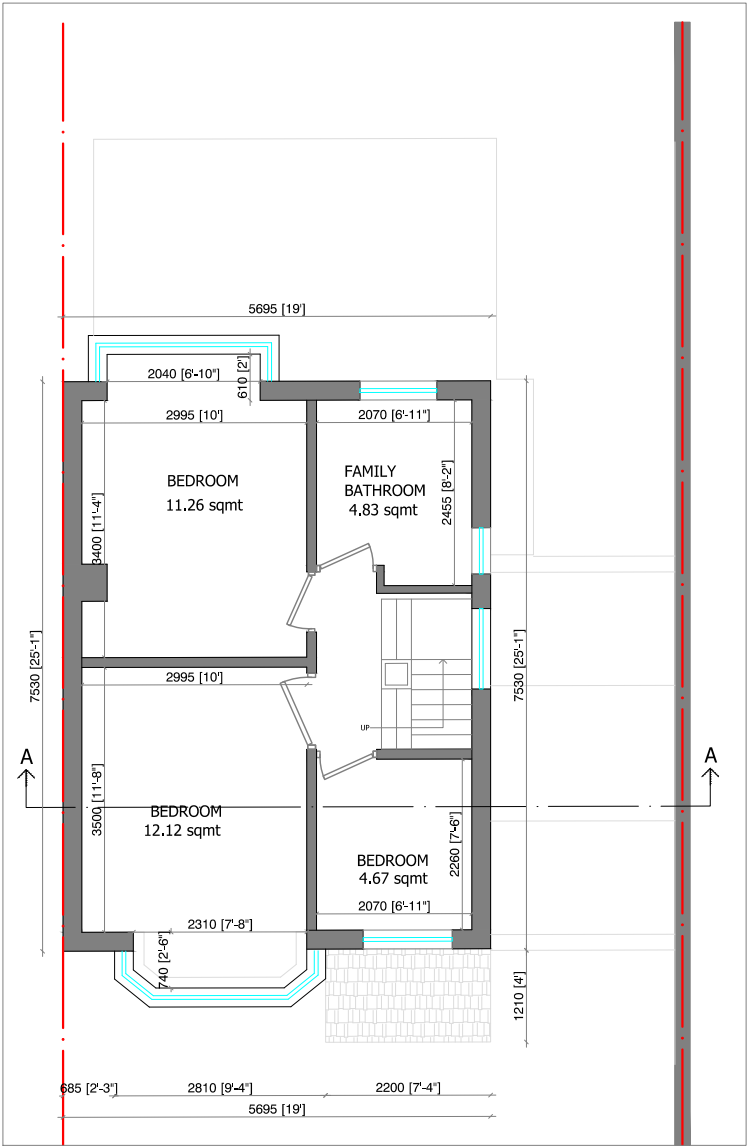 5695 [19']
2040 [6'-10"]
610 [2']
2995 [10']
2070 [6'-11"]
BEDROOM
11.26 sqmt
FAMILY
BATHROOM
4.83 sqmt
3400 [11'-4"]
2455 [8'-2"]
7530 [25'-1"]
7530 [25'-1"]
2995 [10']
UP
A
A
3500 [11'-8"]
BEDROOM
12.12 sqmt
BEDROOM
4.67 sqmt
2260 [7'-6"]
2070 [6'-11"]
2310 [7'-8"]
740 [2'-6"]
1210 [4']
685 [2'-3"]
2810 [9'-4"]
2200 [7'-4"]
5695 [19']